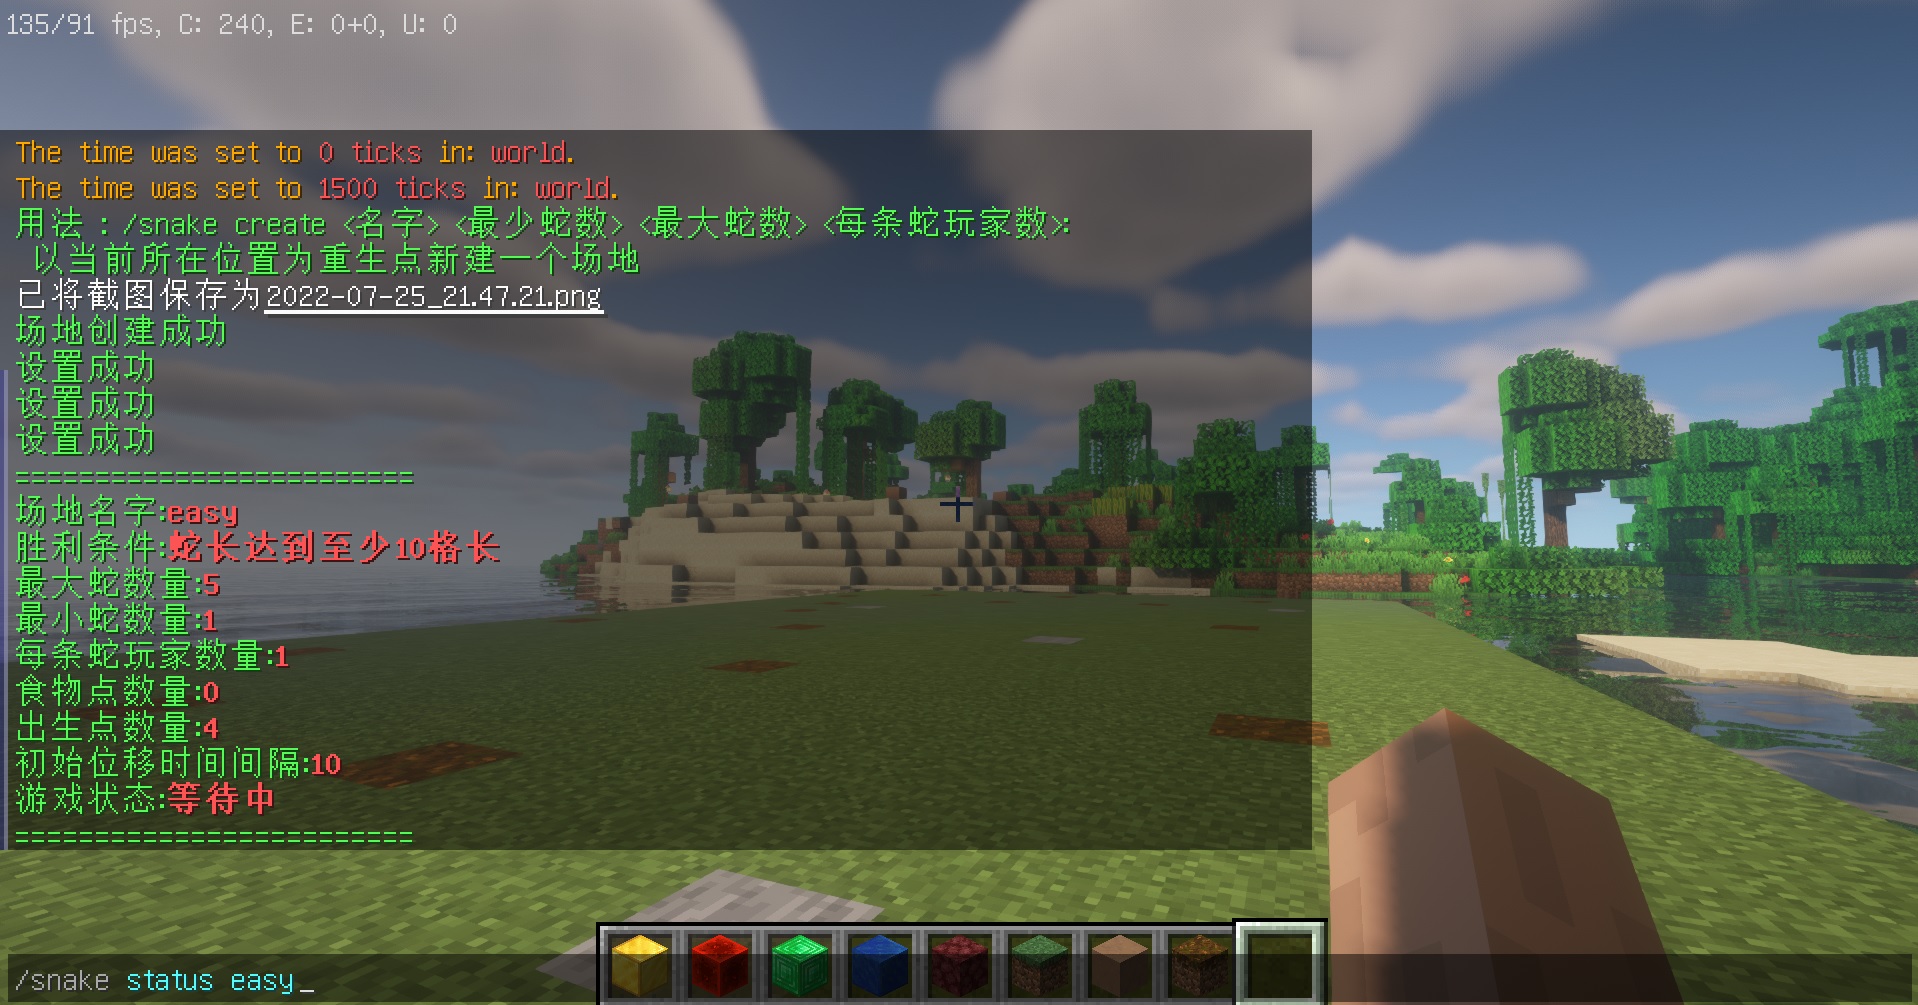 135/91 fps, C: 240, E: 0+0, U: 0
The time was set to 0 ticks in: world.
The time was set to 1500 ticks in: world.
用法 : /snake create <名字> <最少蛇数> <最大蛇数> <每条蛇玩家数>:
以当前所在位置为重生点新建一个场地
已将截图保存为2022-07-25_21.47.21.png
场地创建成功
设置成功
设置成功
设置成功
=========================
场地名字:easy
胜利条件:蛇长达到至少10格长
最大蛇数量:5
最小蛇数量:1
每条蛇玩家数量:1
食物点数量:0
出生点数量:4
初始位移时间间隔:10
游戏状态:等待中
=========================
/snake status easy_